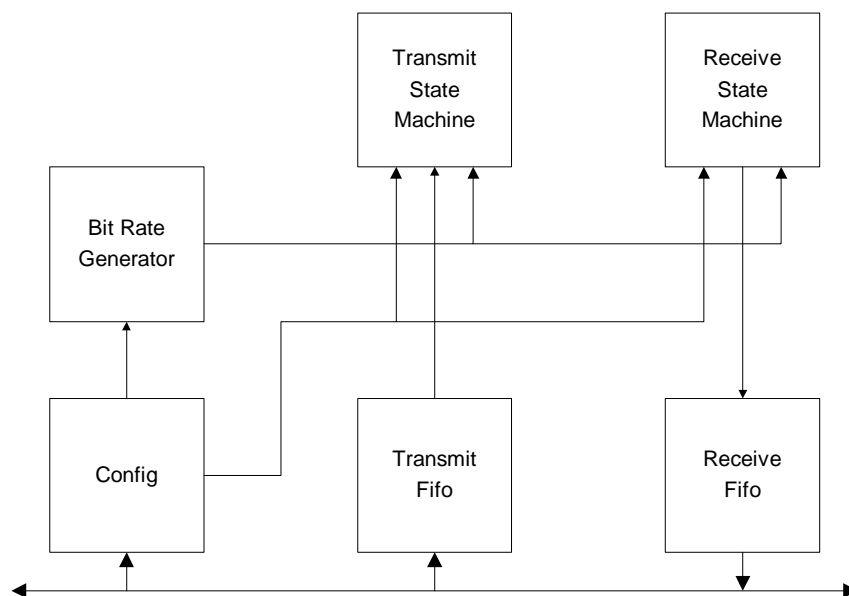 Transmit
State
Machine
Receive
State
Machine
Bit Rate
Generator
Config
Transmit
Fifo
Receive
Fifo